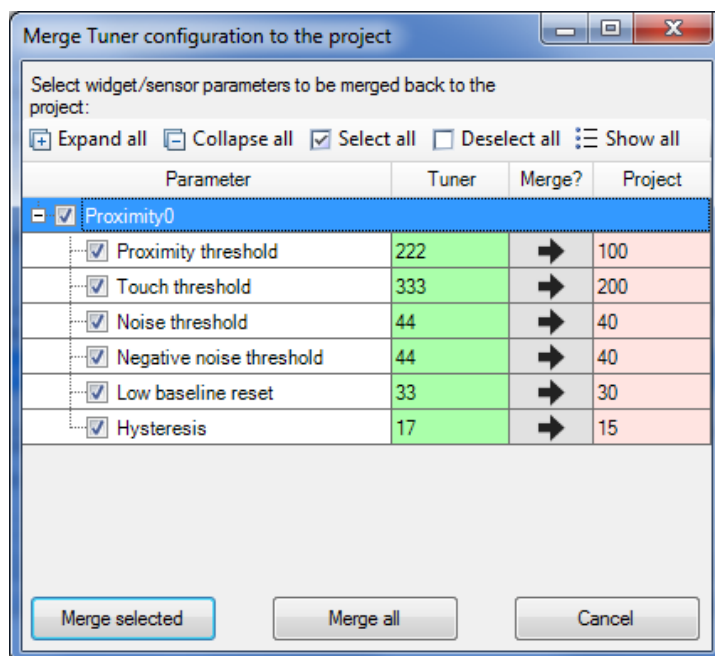 Merge Tuner configuration to the project
Select widget/sensor parameters to be merged back to the
project:
Expand all Collapse all Select all Deselect all Show all
Parameter Tuner Merge? Project
Proximity0
Proximity threshold 222 100
Touch threshold 333 200
Noise threshold 44 40
Negative noise threshold 44 40
Low baseline reset 33 30
Hysteresis 17 15
Merge selected Merge all Cancel